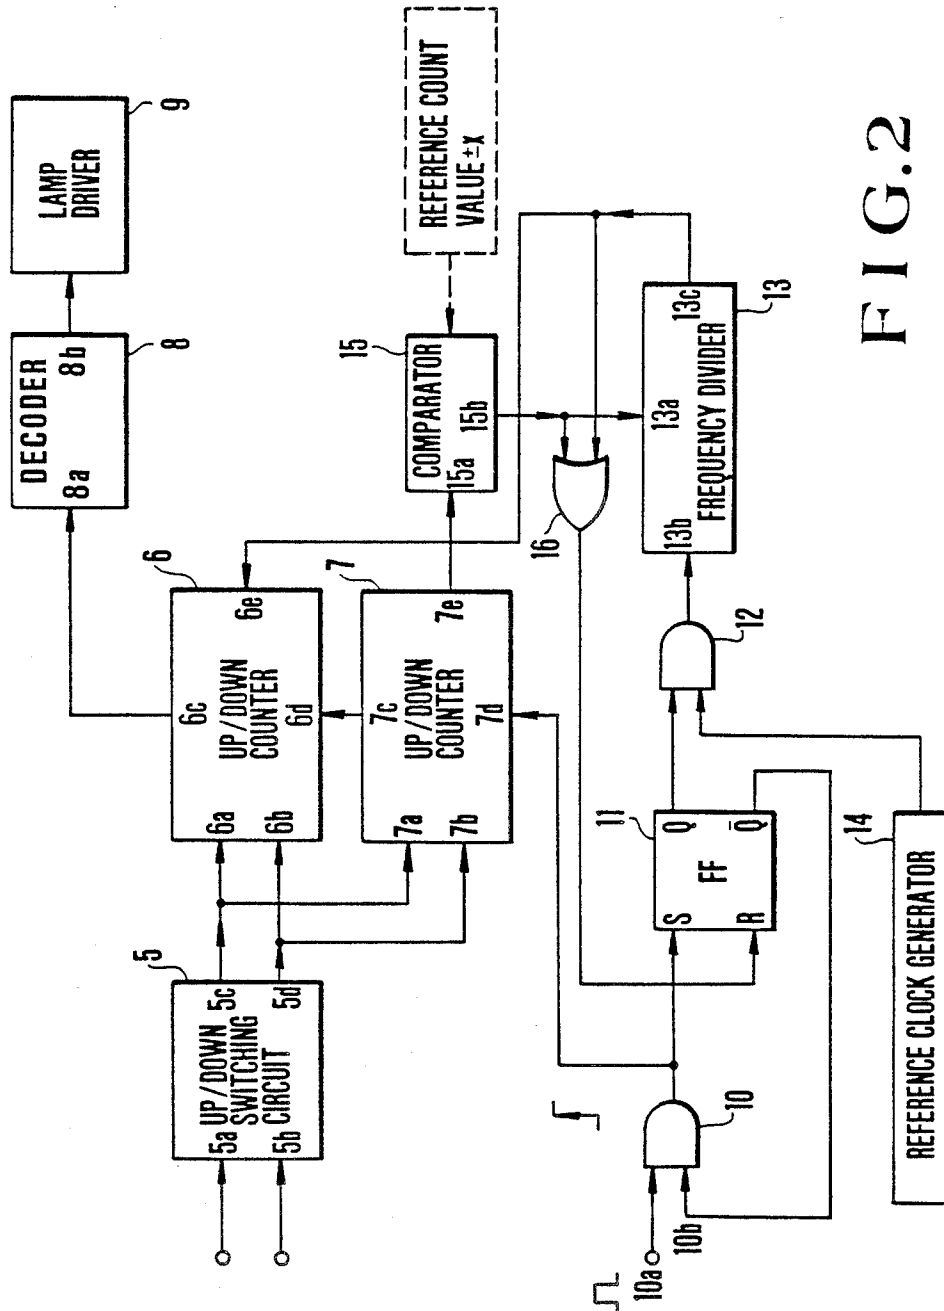 5
5a
UP/DOWN
SWITCHING
CIRCUIT
5b
5c
5d
6
6a
6b
6c
UP/DOWN
COUNTER
6d
6e
7
7a
7b
7c
UP/DOWN
COUNTER
7d
7e
DECODER
8a
8b
8
LAMP
DRIVER
9
15
COMPARATOR
15a
15b
REFERENCE COUNT
VALUE ±x
16
13a
13b
13c
FREQUENCY DIVIDER
13
12
11
S
Q
FF
R
Q̄
10a
10b
10
14
REFERENCE CLOCK GENERATOR
FIG.2